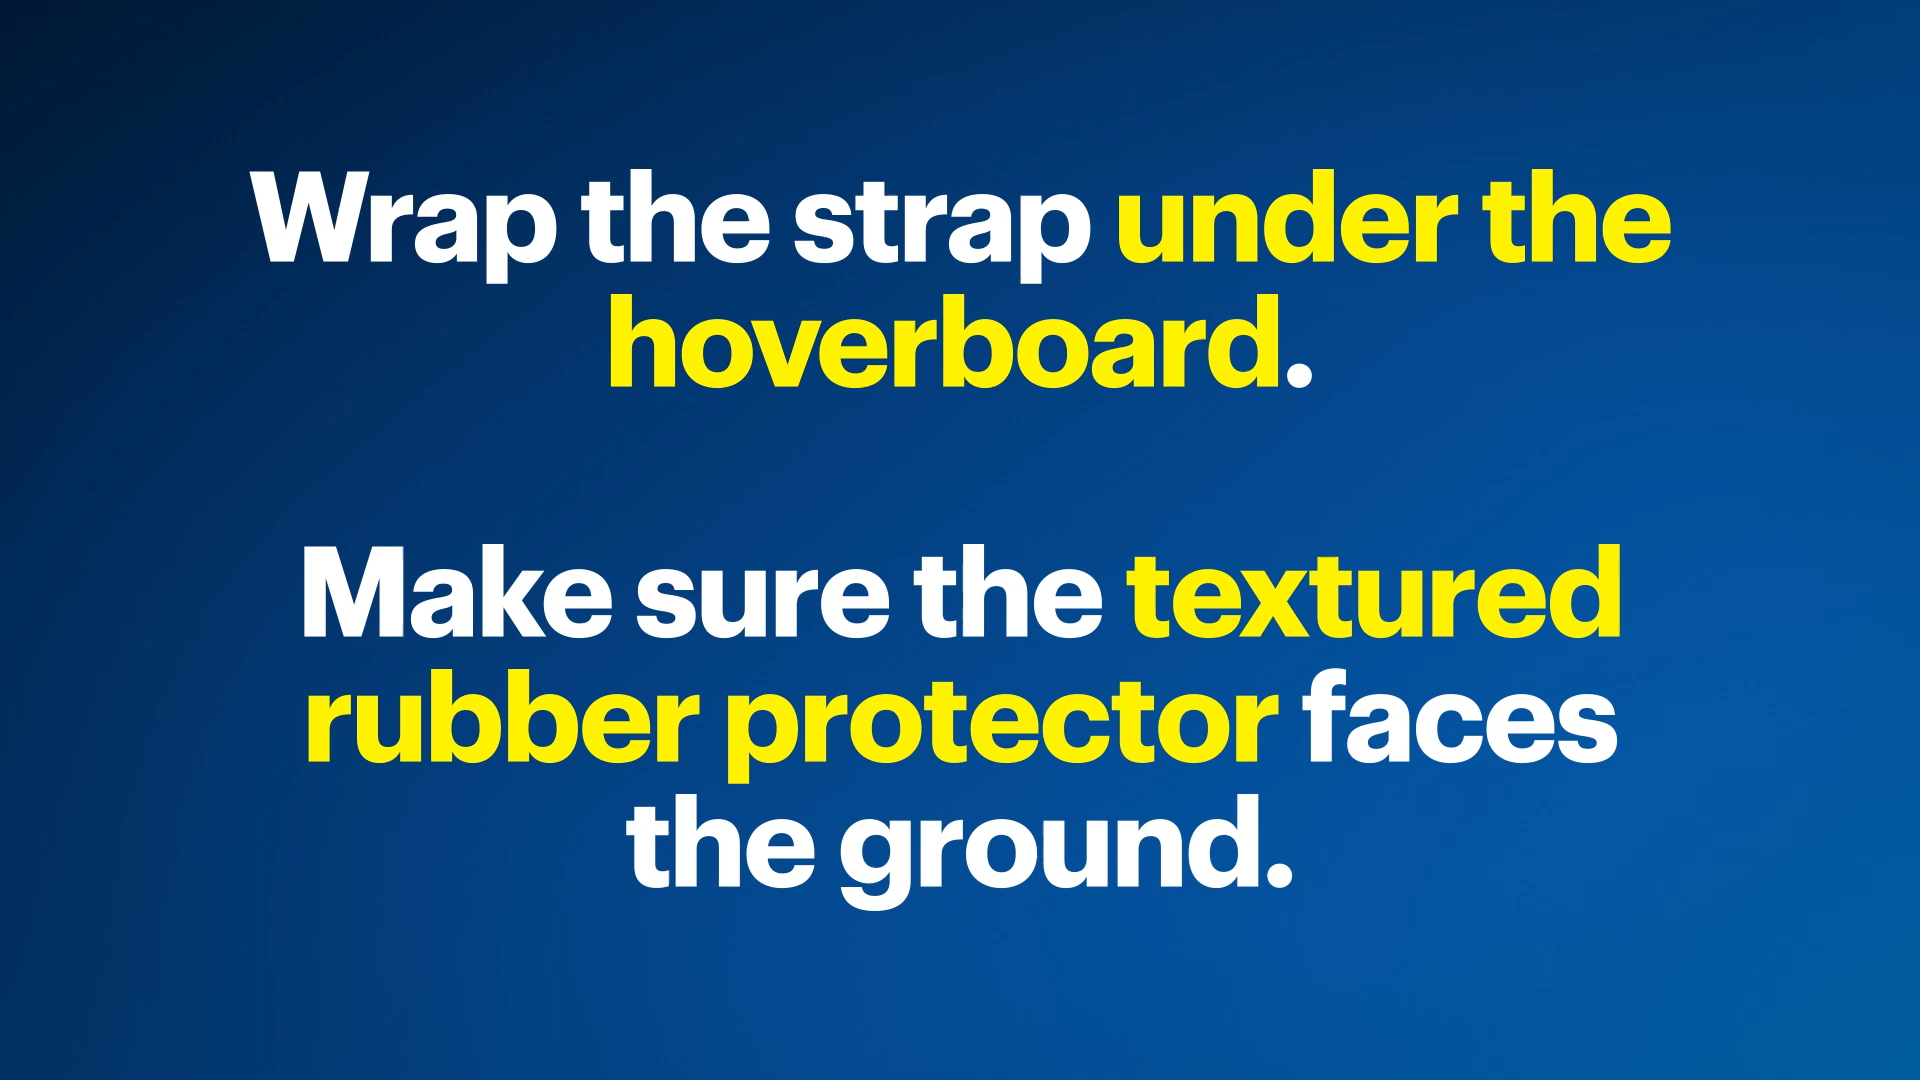 Wrap the strap under the
hoverboard.
Make sure the textured
rubber protector faces
the ground.